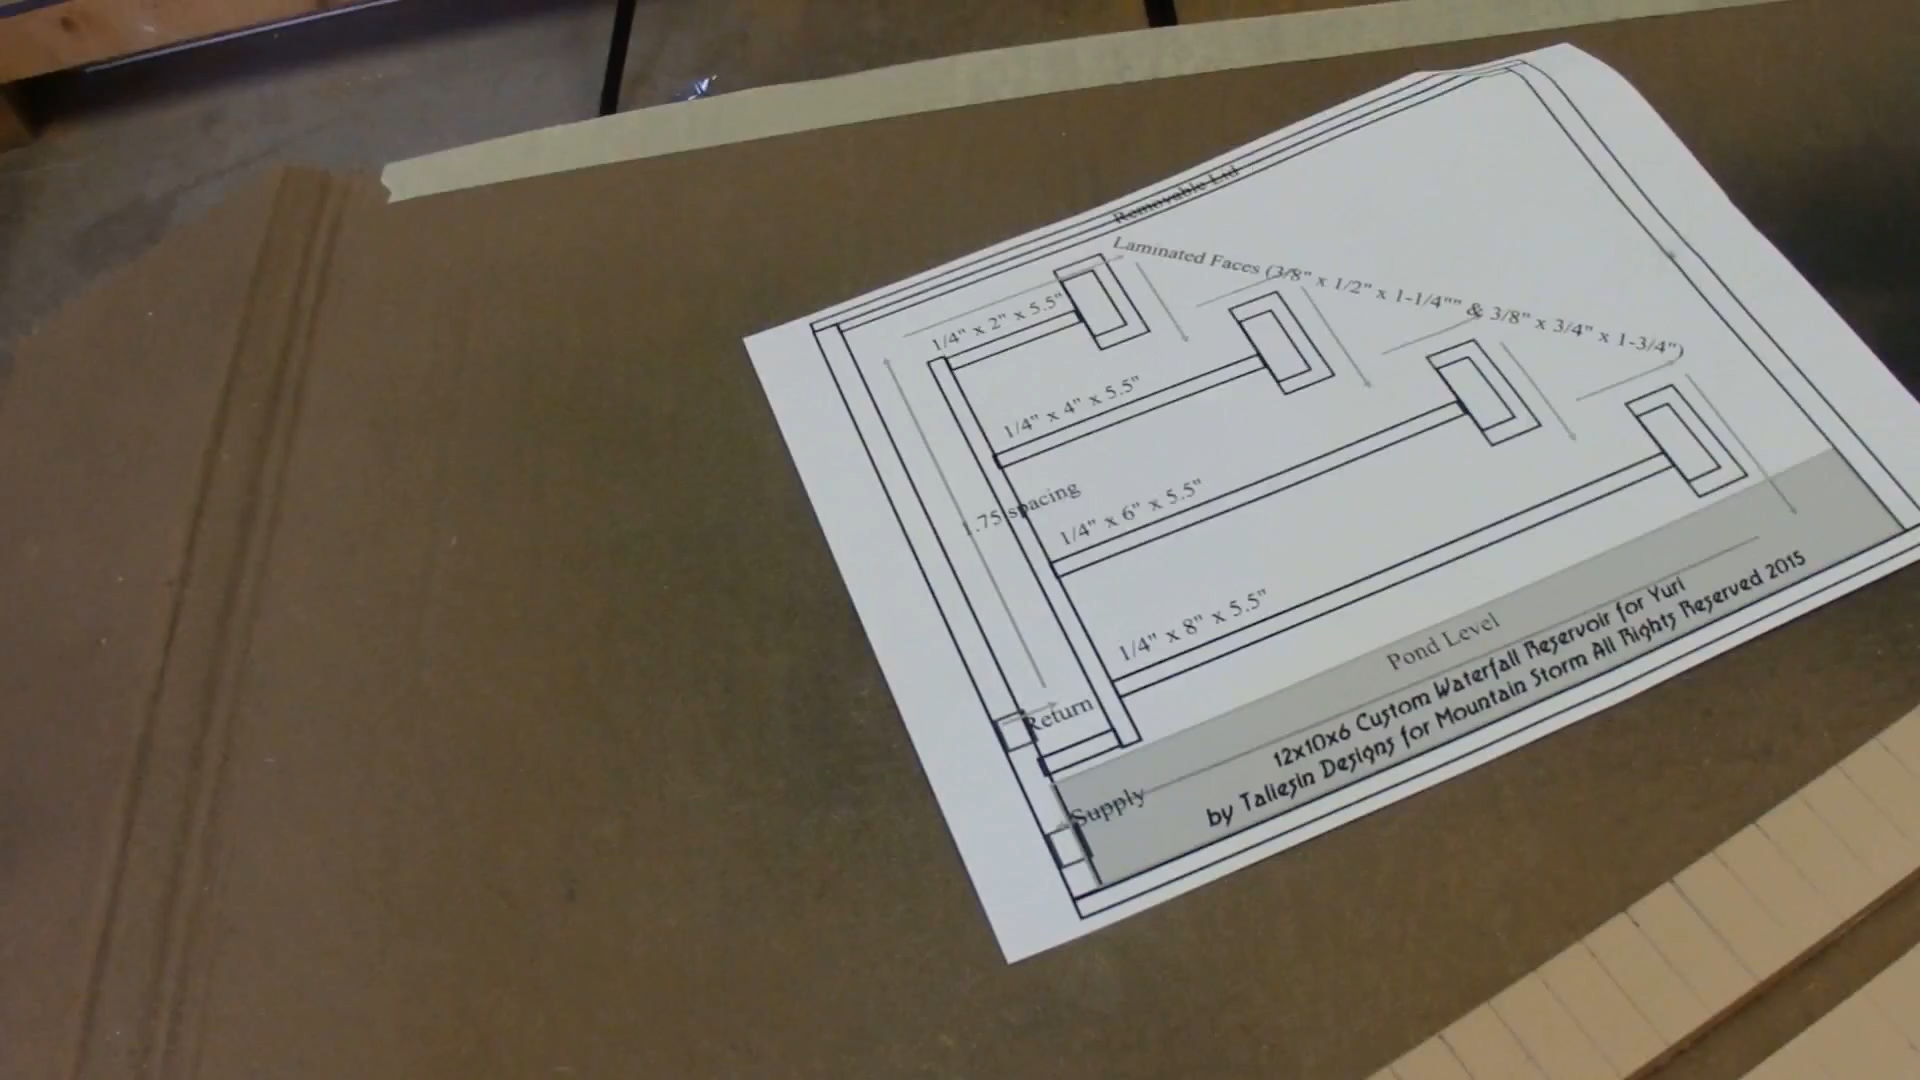 Removable Ltd
Laminated Faces (3/8" x 1/2" x 1-1/4"" & 3/8" x 3/4" x 1-3/4")
1/4" x 2" x 5.5"
1/4" x 4" x 5.5"
1.75 spacing
1/4" x 6" x 5.5"
1/4" x 8" x 5.5"
Return
Pond Level
Supply
12x10x6 Custom Waterfall Reservoir for Yuri
by Taliesin Designs for Mountain Storm All Rights Reserved 2015